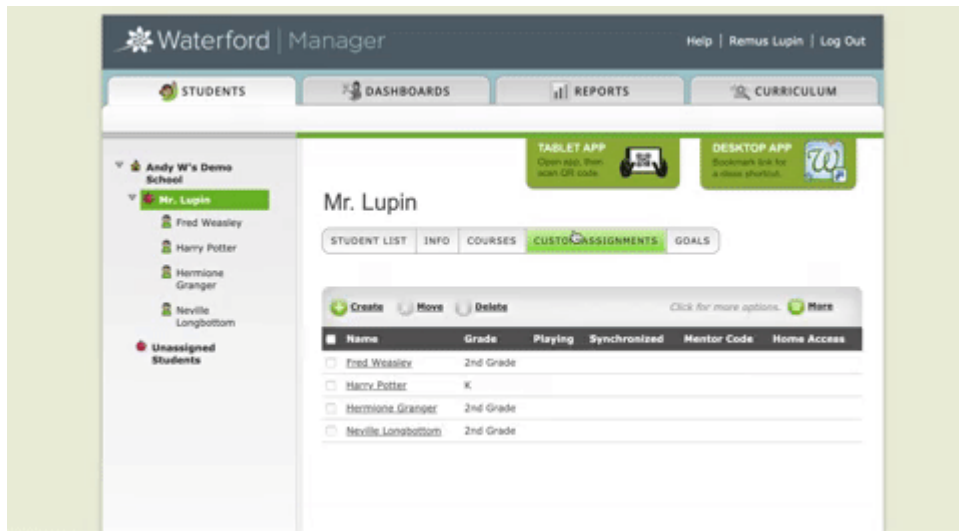 Waterford | Manager
Help | Remus Lupin | Log Out
STUDENTS
DASHBOARDS
REPORTS
CURRICULUM
Andy W's Demo
School
Mr. Lupin
Fred Weasley
Harry Potter
Hermione
Granger
Neville
Longbottom
Unassigned
Students
TABLET APP
Open app, then
scan QR code
DESKTOP APP
Bookmark link for
a class shortcut.
Mr. Lupin
STUDENT LIST INFO COURSES CUSTOM ASSIGNMENTS GOALS
Create Move Delete Click for more options. More
Name Grade Playing Synchronized Mentor Code Home Access
Fred Weasley 2nd Grade
Harry Potter K
Hermione Granger 2nd Grade
Neville Longbottom 2nd Grade